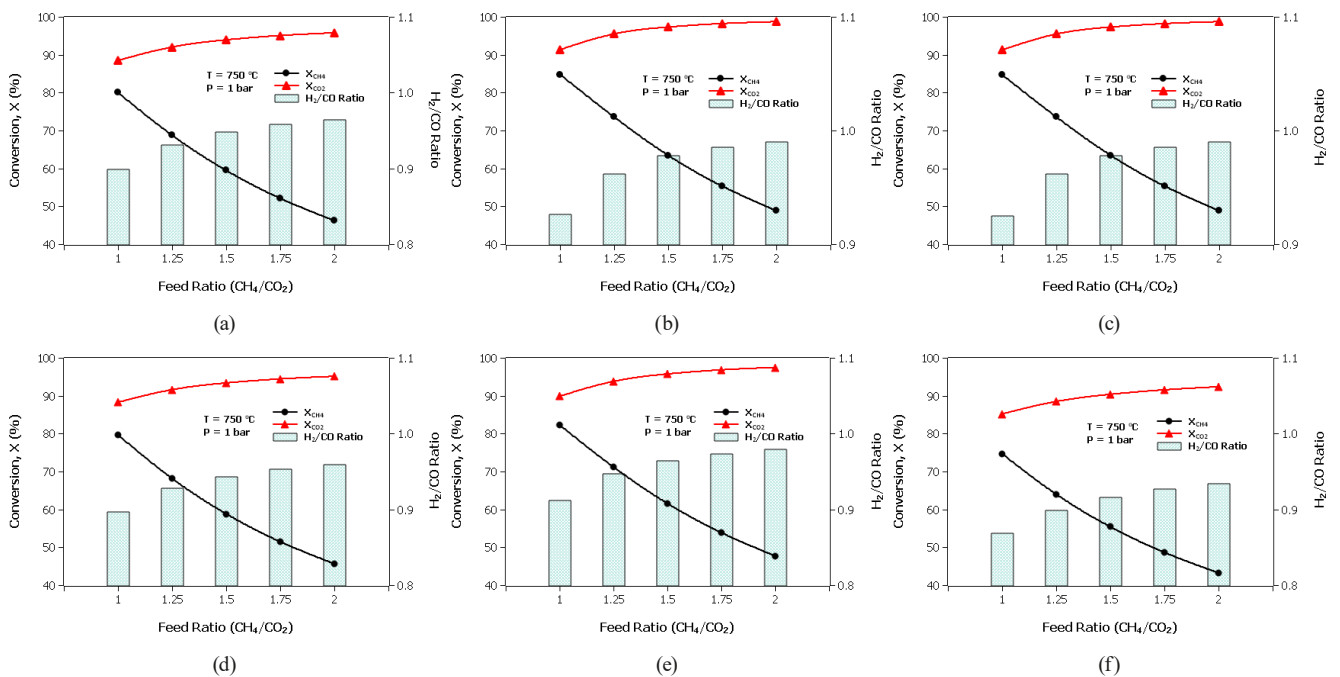 100
90
80
70
60
50
40
Conversion, X (%)
T = 750 °C
P = 1 bar
X_CH4
X_CO2
H₂/CO Ratio
1.1
1.0
0.9
0.8
H₂/CO Ratio
1 1.25 1.5 1.75 2
Feed Ratio (CH₄/CO₂)
(a)
100
90
80
70
60
50
40
Conversion, X (%)
T = 750 °C
P = 1 bar
X_CH4
X_CO2
H₂/CO Ratio
1.1
1.0
0.9
H₂/CO Ratio
1 1.25 1.5 1.75 2
Feed Ratio (CH₄/CO₂)
(b)
100
90
80
70
60
50
40
Conversion, X (%)
T = 750 °C
P = 1 bar
X_CH4
X_CO2
H₂/CO Ratio
1.1
1.0
0.9
H₂/CO Ratio
1 1.25 1.5 1.75 2
Feed Ratio (CH₄/CO₂)
(c)
100
90
80
70
60
50
40
Conversion, X (%)
T = 750 °C
P = 1 bar
X_CH4
X_CO2
H₂/CO Ratio
1.1
1.0
0.9
0.8
H₂/CO Ratio
1 1.25 1.5 1.75 2
Feed Ratio (CH₄/CO₂)
(d)
100
90
80
70
60
50
40
Conversion, X (%)
T = 750 °C
P = 1 bar
X_CH4
X_CO2
H₂/CO Ratio
1.1
1.0
0.9
0.8
H₂/CO Ratio
1 1.25 1.5 1.75 2
Feed Ratio (CH₄/CO₂)
(e)
100
90
80
70
60
50
40
Conversion, X (%)
T = 750 °C
P = 1 bar
X_CH4
X_CO2
H₂/CO Ratio
1.1
1.0
0.9
0.8
H₂/CO Ratio
1 1.25 1.5 1.75 2
Feed Ratio (CH₄/CO₂)
(f)